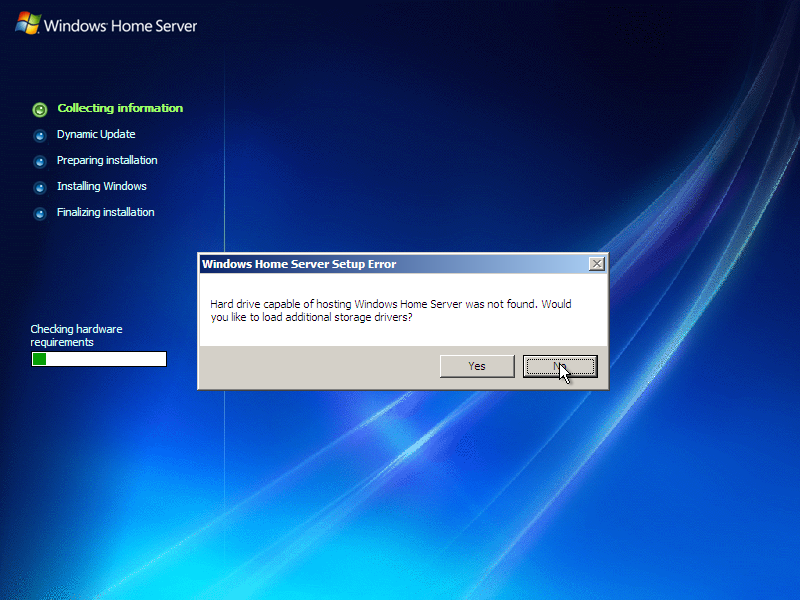 Windows Home Server
Collecting information
Dynamic Update
Preparing installation
Installing Windows
Finalizing installation
Windows Home Server Setup Error
Hard drive capable of hosting Windows Home Server was not found. Would
you like to load additional storage drivers?
Checking hardware
requirements
Yes
No